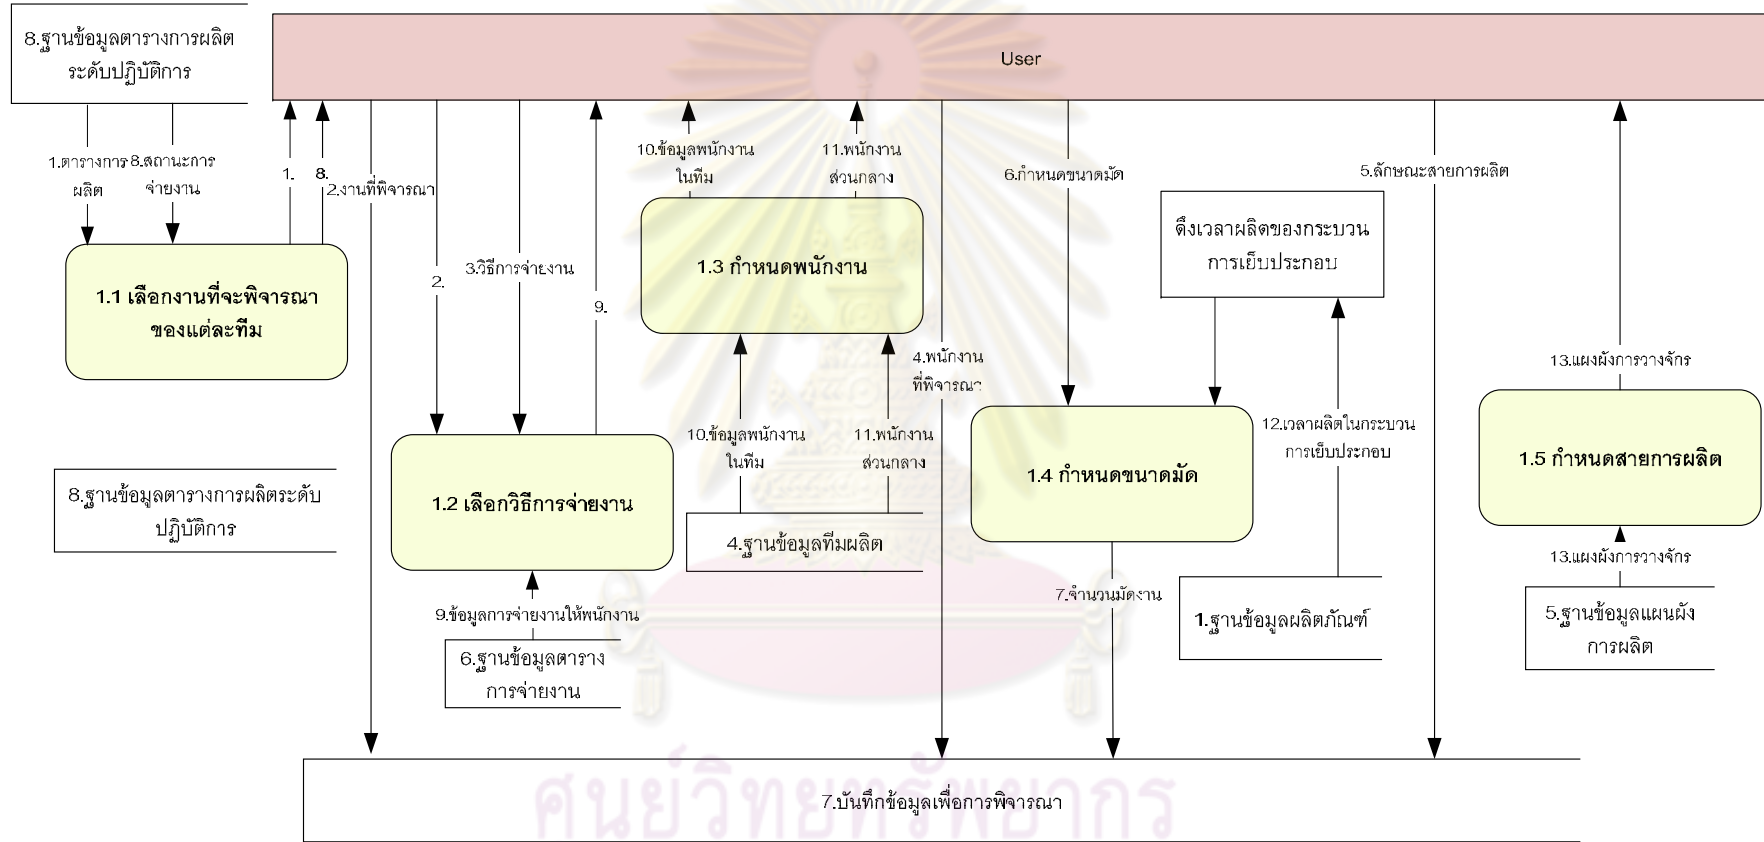 8.ฐานข้อมูลตารางการผลิต
ระดับปฏิบัติการ
User
1.ตารางการ
ผลิต
8.สถานะการ
จ่ายงาน
1.
8.
2.งานที่พิจารณา
2.
3.วิธีการจ่ายงาน
9.
10.ข้อมูลพนักงาน
ในทีม
11.พนักงาน
ส่วนกลาง
6.กำหนดขนาดมัด
5.ลักษณะสายการผลิต
1.1 เลือกงานที่จะพิจารณา
ของแต่ละทีม
1.3 กำหนดพนักงาน
ดึงเวลาผลิตของกระบวน
การเย็บประกอบ
4.พนักงาน
ที่พิจารณา
13.แผงผังการวางจักร
10.ข้อมูลพนักงาน
ในทีม
11.พนักงาน
ส่วนกลาง
12.เวลาผลิตในกระบวน
การเย็บประกอบ
1.2 เลือกวิธีการจ่ายงาน
1.4 กำหนดขนาดมัด
1.5 กำหนดสายการผลิต
8.ฐานข้อมูลตารางการผลิตระดับ
ปฏิบัติการ
4.ฐานข้อมูลทีมผลิต
13.แผงผังการวางจักร
9.ข้อมูลการจ่ายงานให้พนักงาน
7.จำนวนมัดงาน
1.ฐานข้อมูลผลิตภัณฑ์
5.ฐานข้อมูลแผนผัง
การผลิต
6.ฐานข้อมูลตาราง
การจ่ายงาน
7.บันทึกข้อมูลเพื่อการพิจารณา
ศูนย์วิทยทรัพยากร